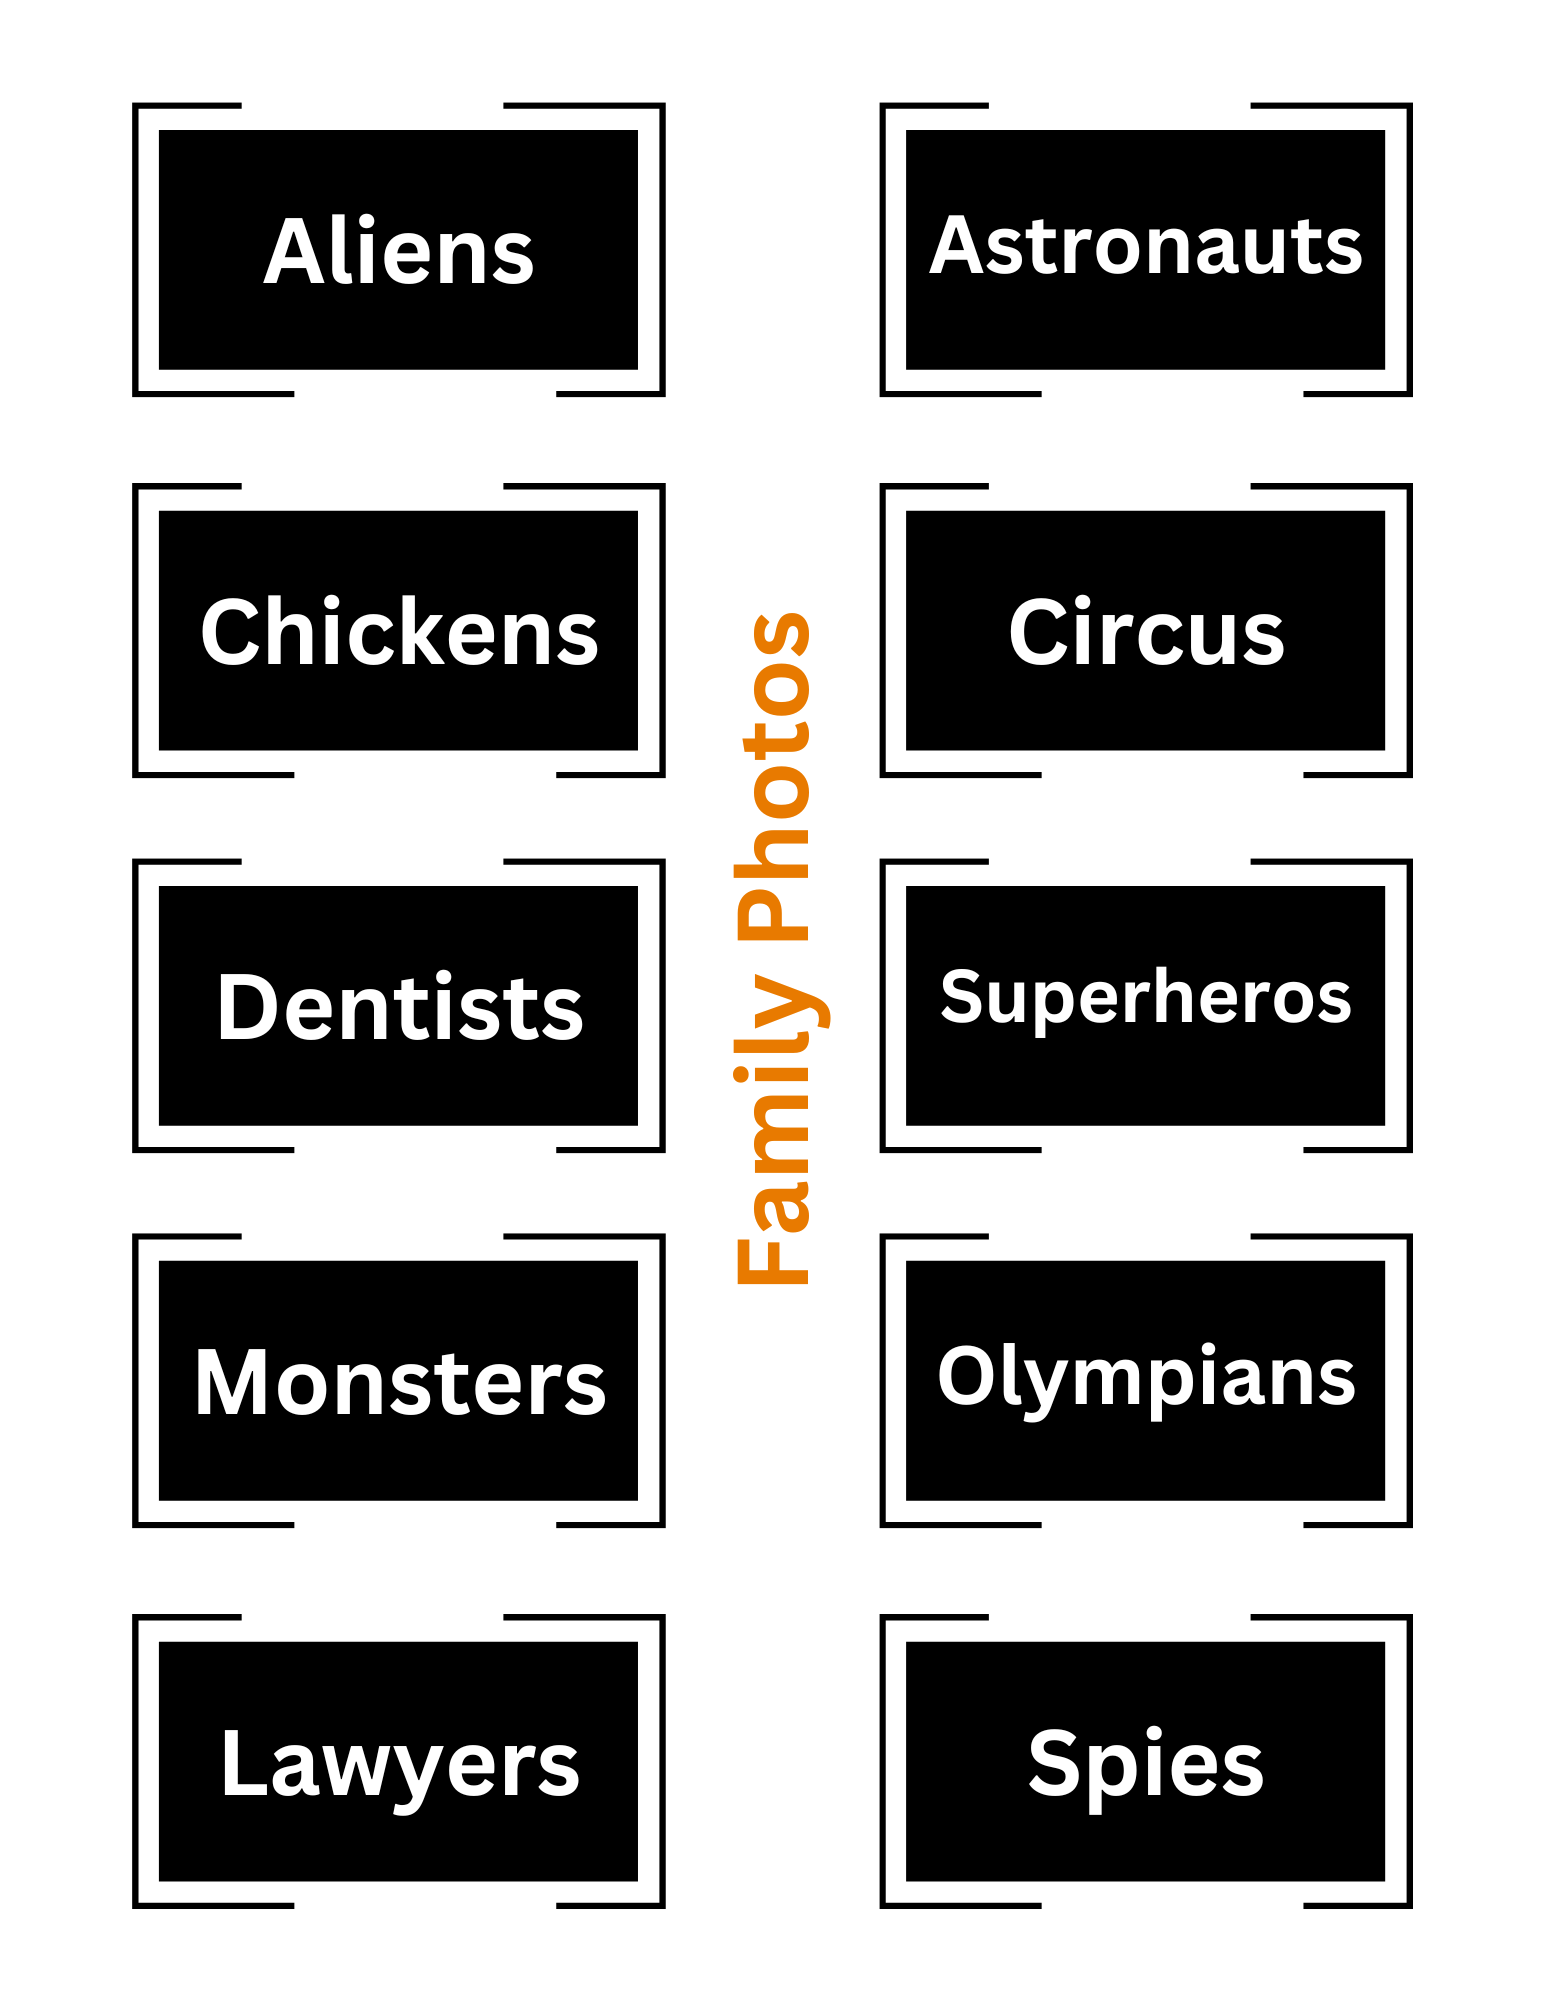 Aliens
Astronauts
Chickens
Circus
Family Photos
Dentists
Superheros
Monsters
Olympians
Lawyers
Spies